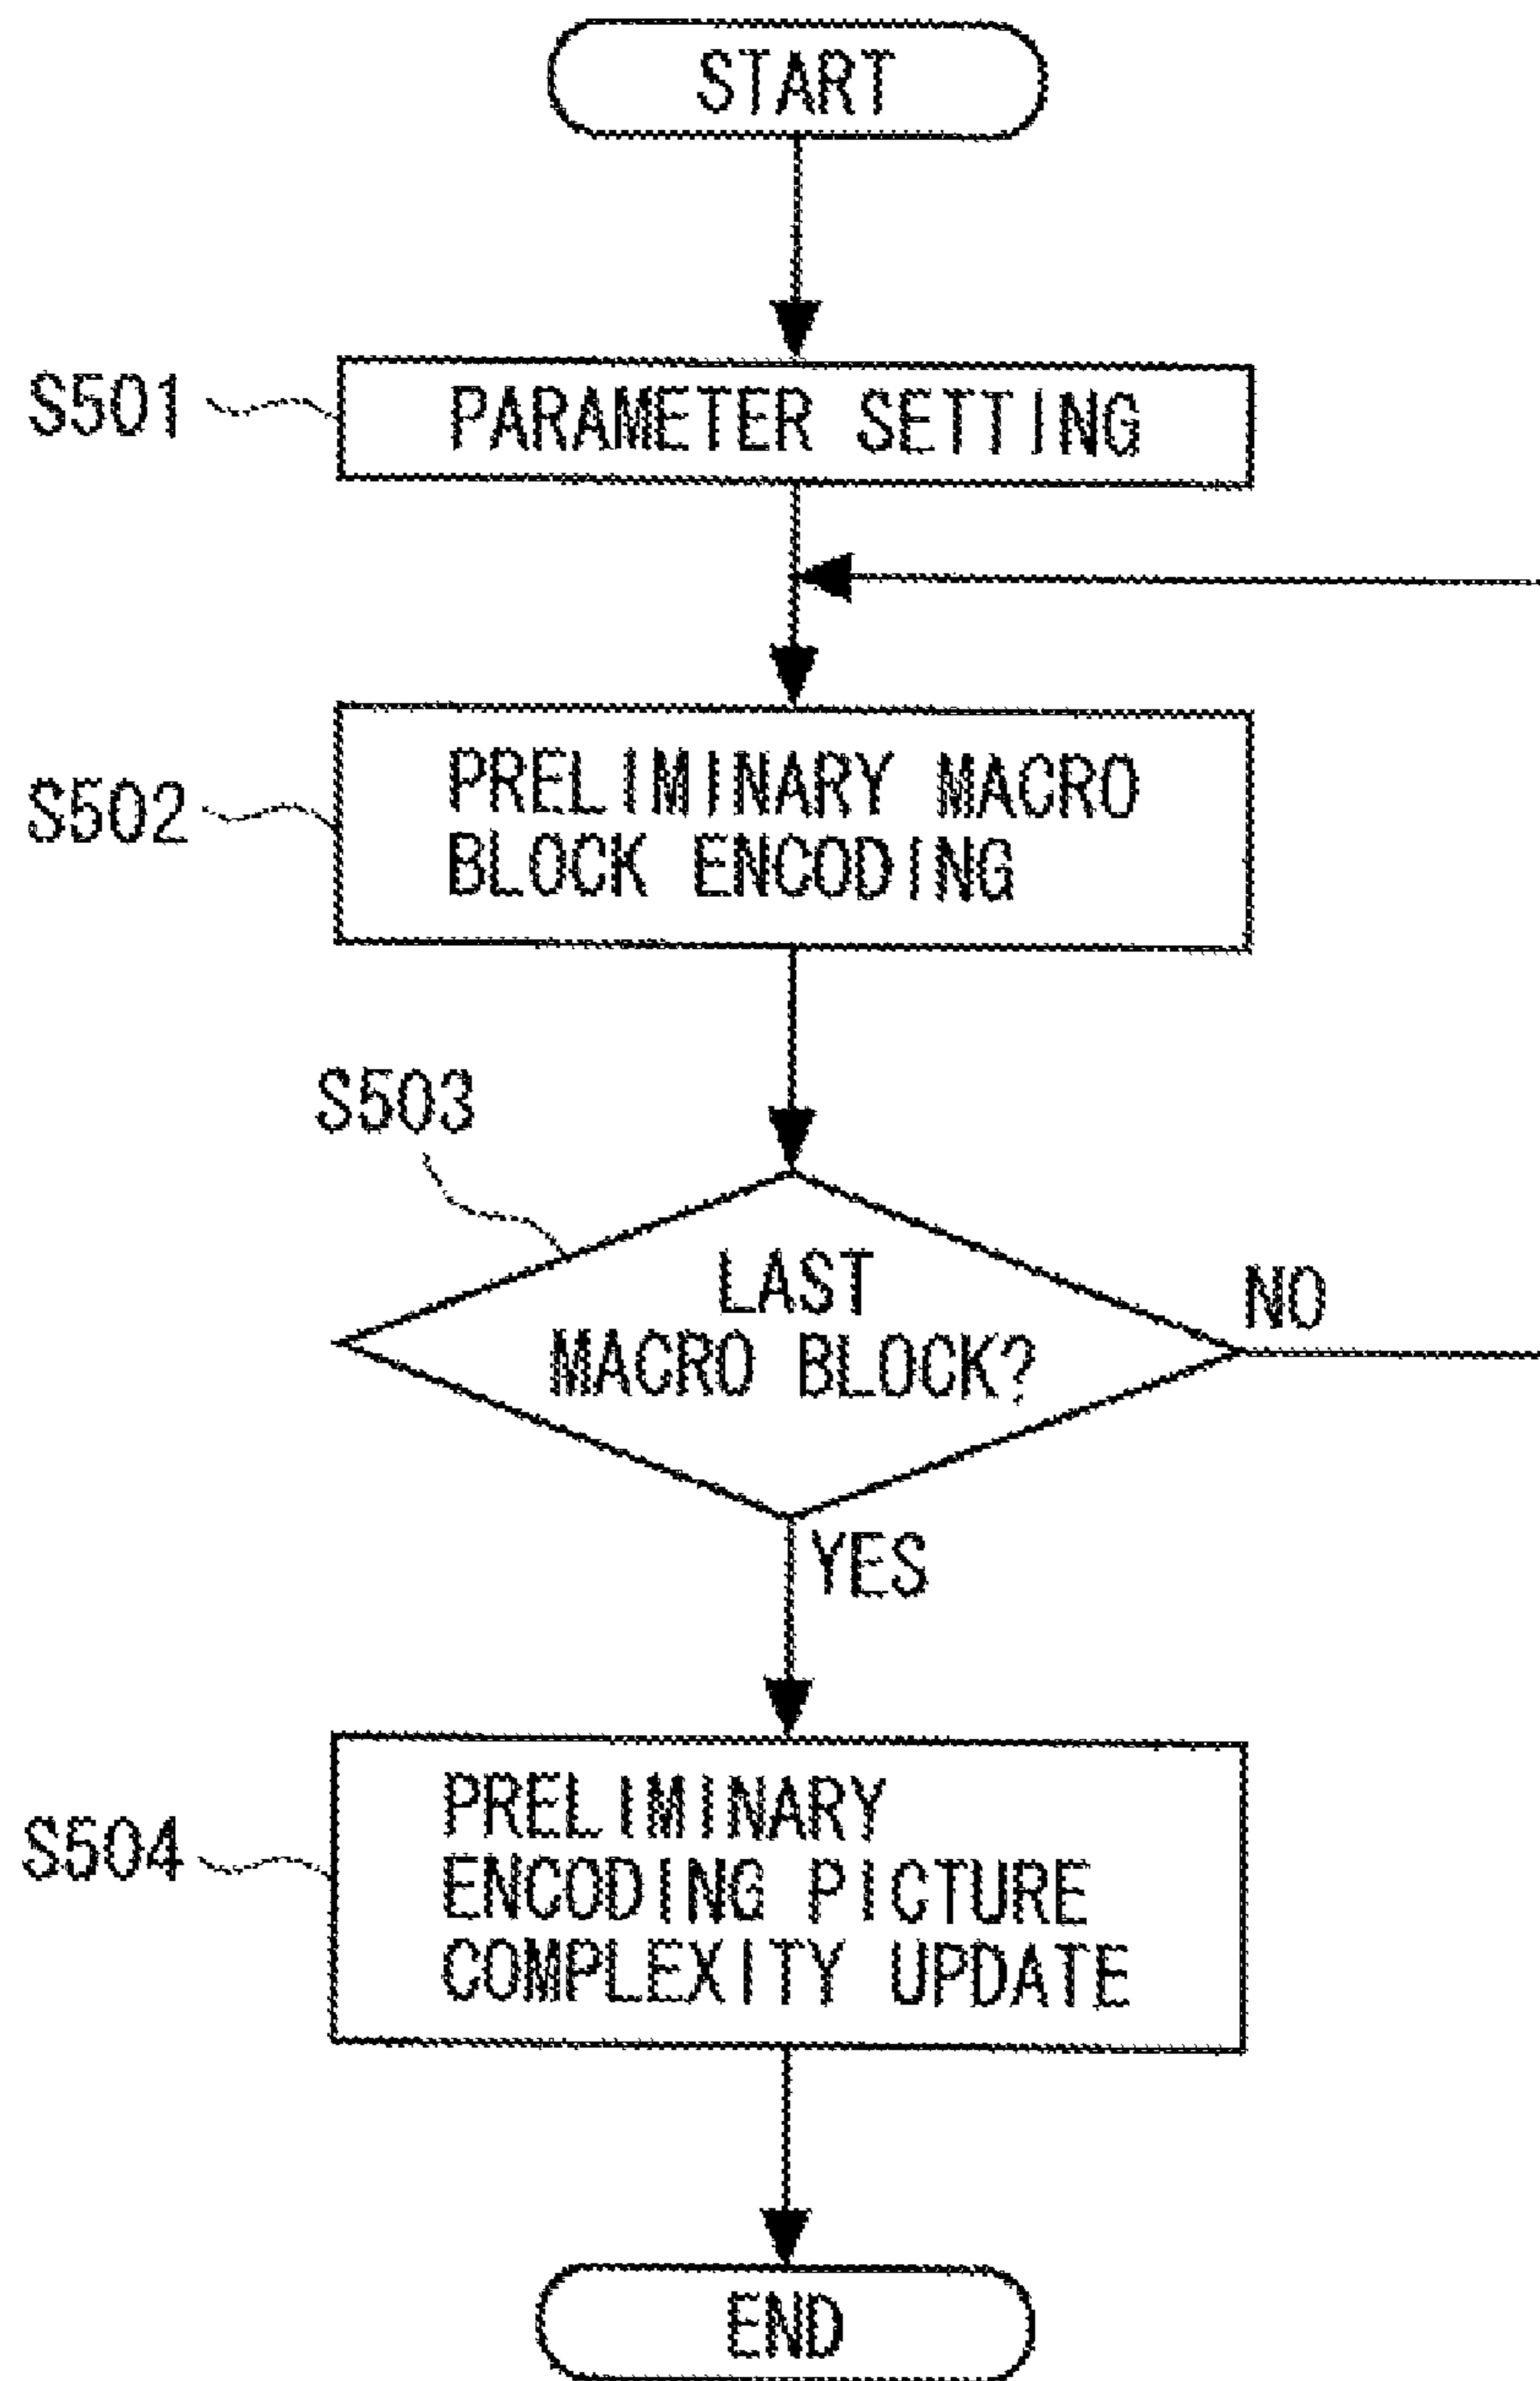 START
S501
PARAMETER SETTING
S502
PRELIMINARY MACRO
BLOCK ENCODING
S503
LAST
MACRO BLOCK?
NO
YES
S504
PRELIMINARY
ENCODING PICTURE
COMPLEXITY UPDATE
END